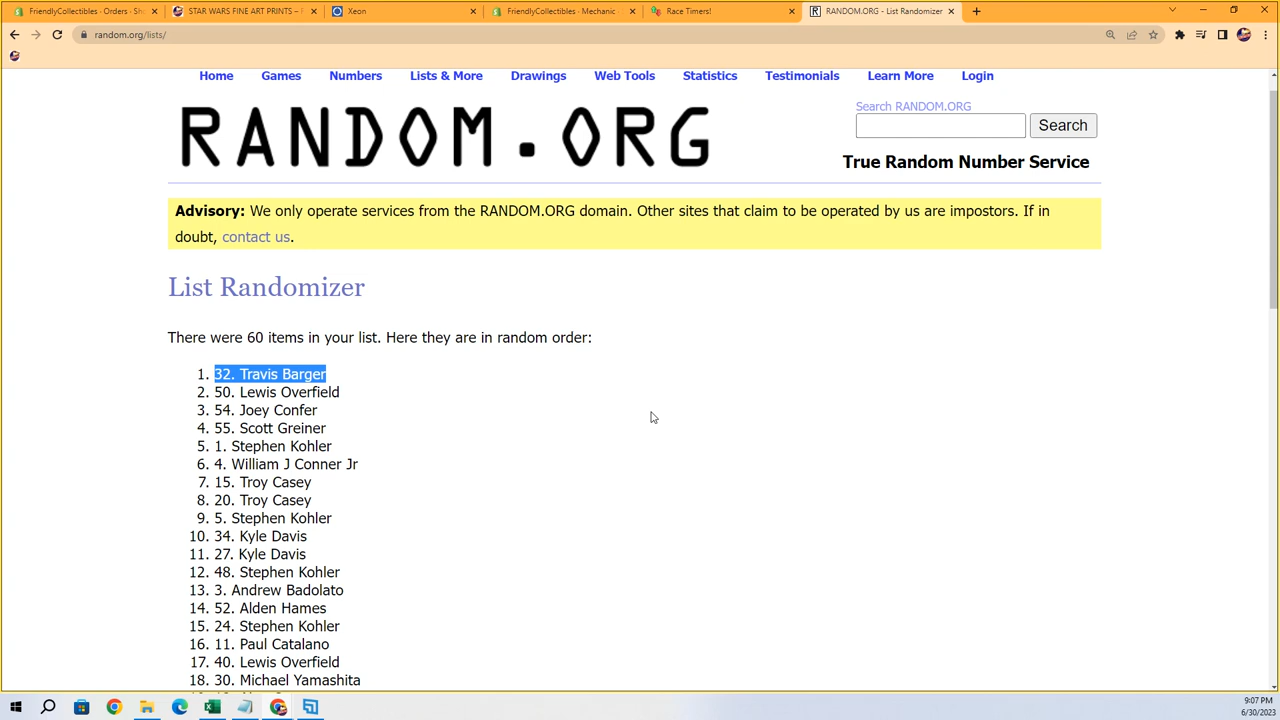 FriendlyCollectibles · Orders · Sh
STAR WARS FINE ART PRINTS –
Xeon
FriendlyCollectibles - Mechanic
Race Timers!
RANDOM.ORG - List Randomizer
random.org/lists/
Home Games Numbers Lists & More Drawings Web Tools Statistics Testimonials Learn More Login
RANDOM.ORG
Search RANDOM.ORG
Search
True Random Number Service
Advisory: We only operate services from the RANDOM.ORG domain. Other sites that claim to be operated by us are impostors. If in
doubt, contact us.
List Randomizer
There were 60 items in your list. Here they are in random order:
1. 32. Travis Barger
2. 50. Lewis Overfield
3. 54. Joey Confer
4. 55. Scott Greiner
5. 1. Stephen Kohler
6. 4. William J Conner Jr
7. 15. Troy Casey
8. 20. Troy Casey
9. 5. Stephen Kohler
10. 34. Kyle Davis
11. 27. Kyle Davis
12. 48. Stephen Kohler
13. 3. Andrew Badolato
14. 52. Alden Hames
15. 24. Stephen Kohler
16. 11. Paul Catalano
17. 40. Lewis Overfield
18. 30. Michael Yamashita
9:07 PM
6/30/2023